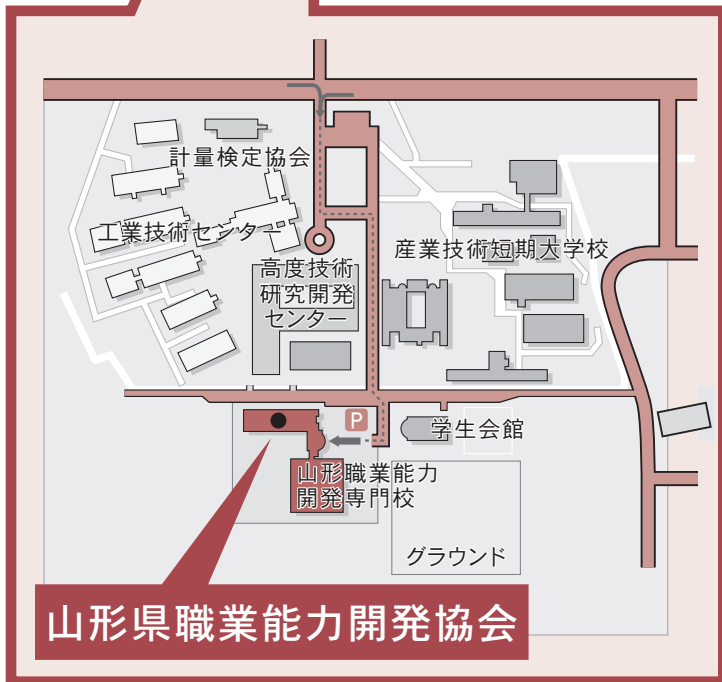 計量検定協会
工業技術センター
産業技術短期大学校
高度技術
研究開発
センター
P
学生会館
山形職業能力
開発専門校
グラウンド
山形県職業能力開発協会